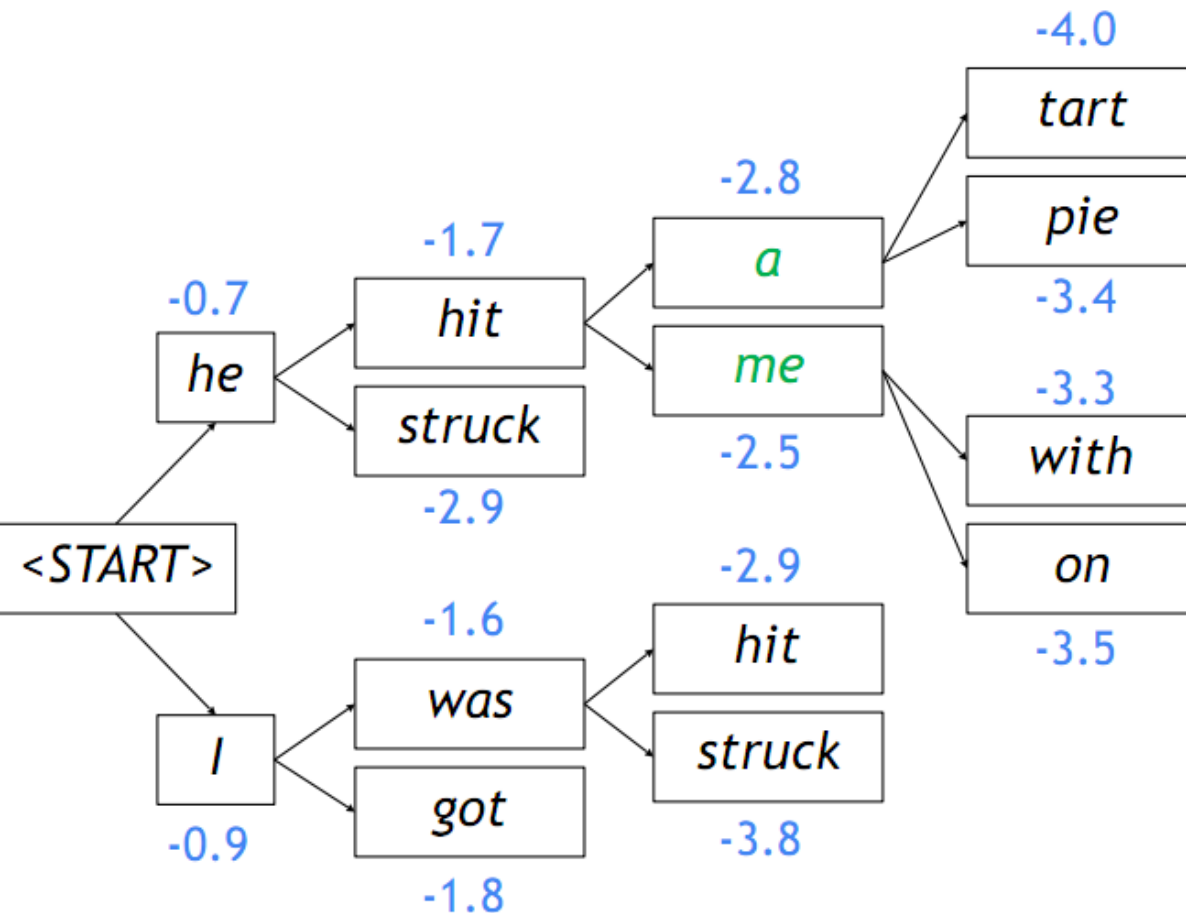 -4.0
tart
-2.8
pie
-1.7
a
-3.4
-0.7
hit
me
-3.3
he
struck
-2.5
with
-2.9
<START>
-2.9
on
-1.6
hit
-3.5
was
I
struck
got
-0.9
-3.8
-1.8